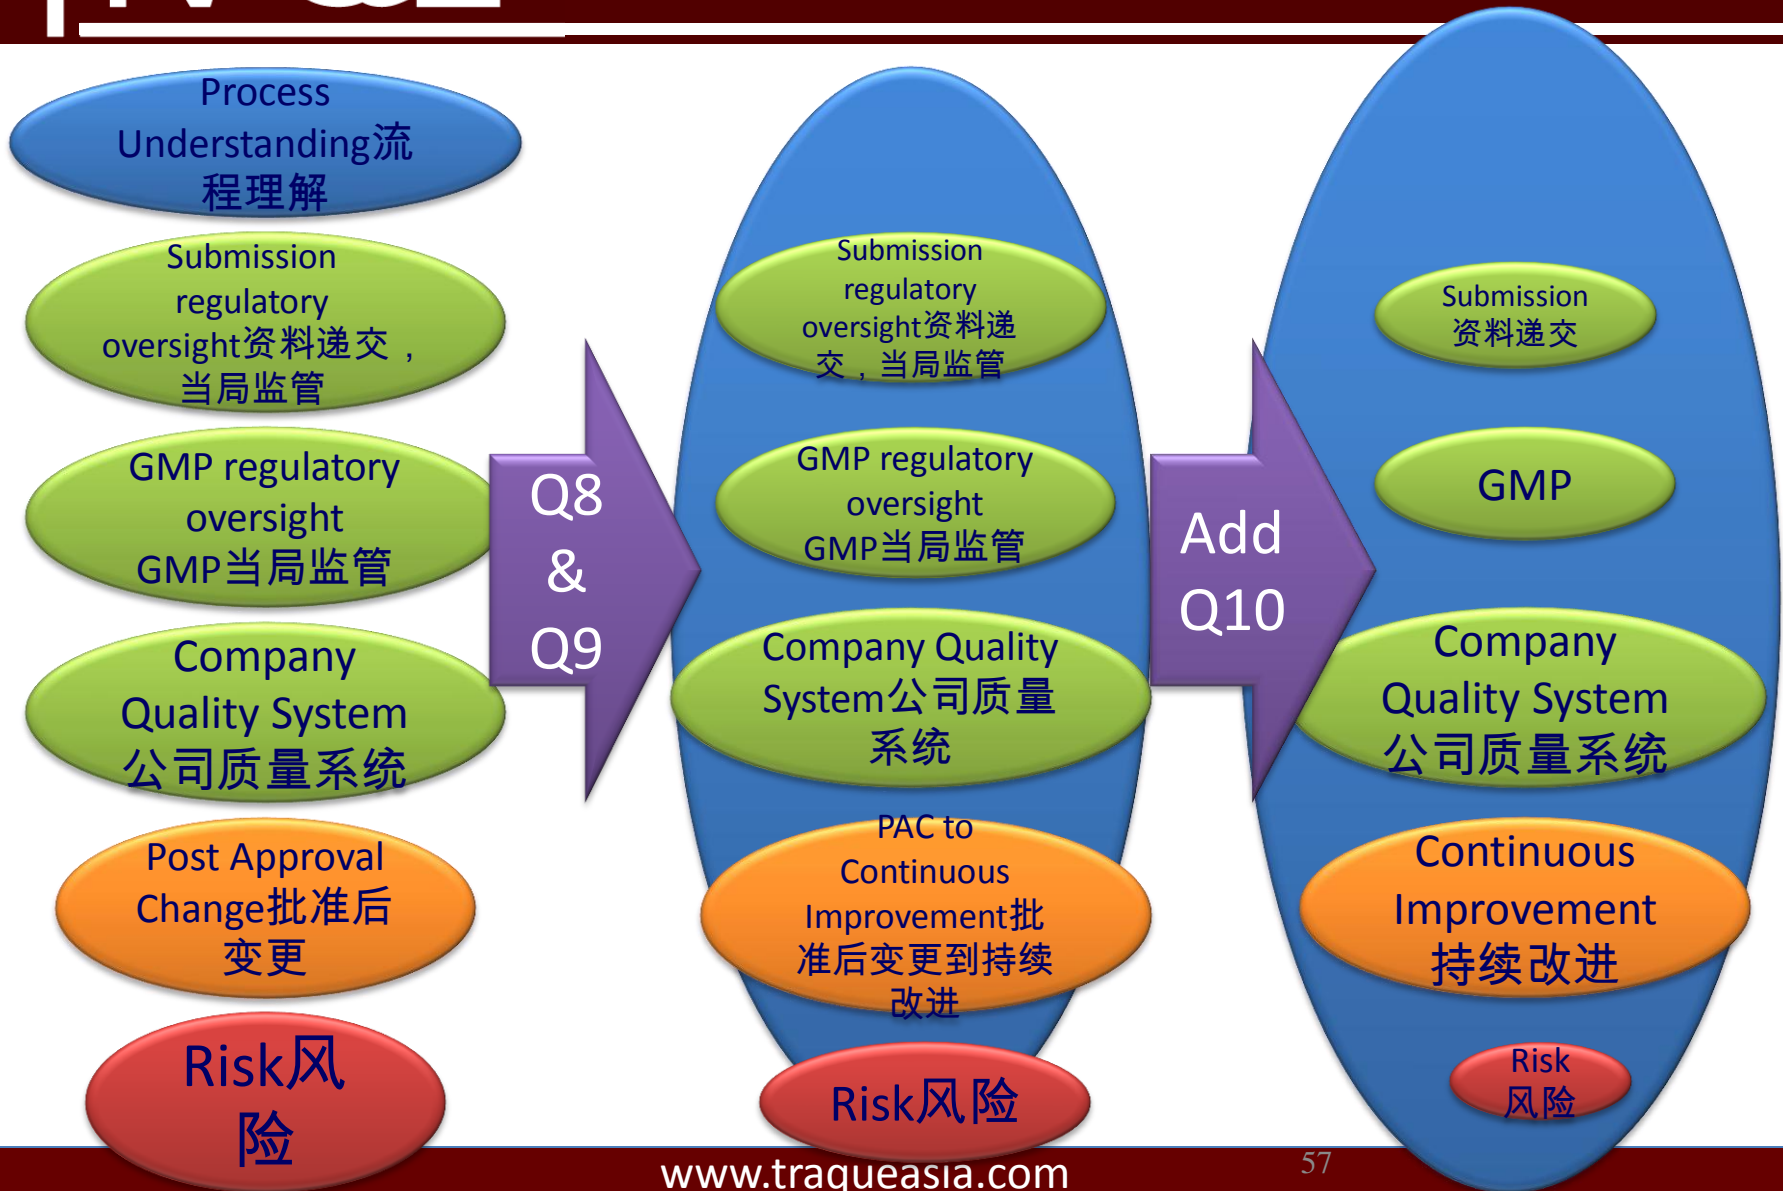 Process
Understanding流
程理解
Submission
regulatory
oversight资料递交，
当局监管
GMP regulatory
oversight
GMP当局监管
Company
Quality System
公司质量系统
Post Approval
Change批准后
变更
Risk风
险
Q8
&
Q9
Submission
regulatory
oversight资料递
交，当局监管
GMP regulatory
oversight
GMP当局监管
Company Quality
System公司质量
系统
PAC to
Continuous
Improvement批
准后变更到持续
改进
Risk风险
Add
Q10
Submission
资料递交
GMP
Company
Quality System
公司质量系统
Continuous
Improvement
持续改进
Risk
风险
www.traqueasia.com
57